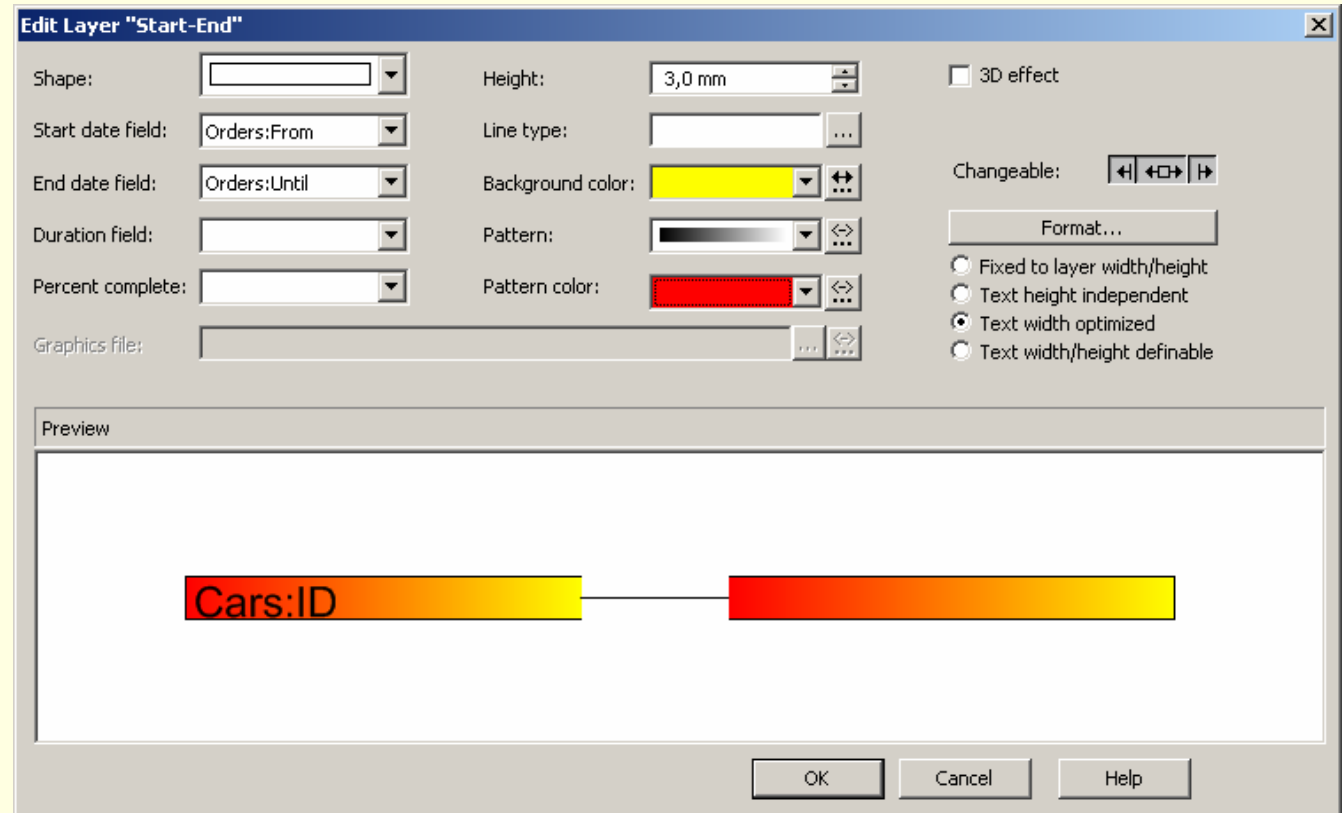 Edit Layer "Start-End"
Shape:
Height:
3,0 mm
3D effect
Start date field:
Orders:From
Line type:
...
End date field:
Orders:Until
Background color:
Changeable:
Duration field:
Pattern:
Format...
Fixed to layer width/height
Percent complete:
Pattern color:
Text height independent
Text width optimized
Graphics file:
...
Text width/height definable
Preview
Cars:ID
OK
Cancel
Help